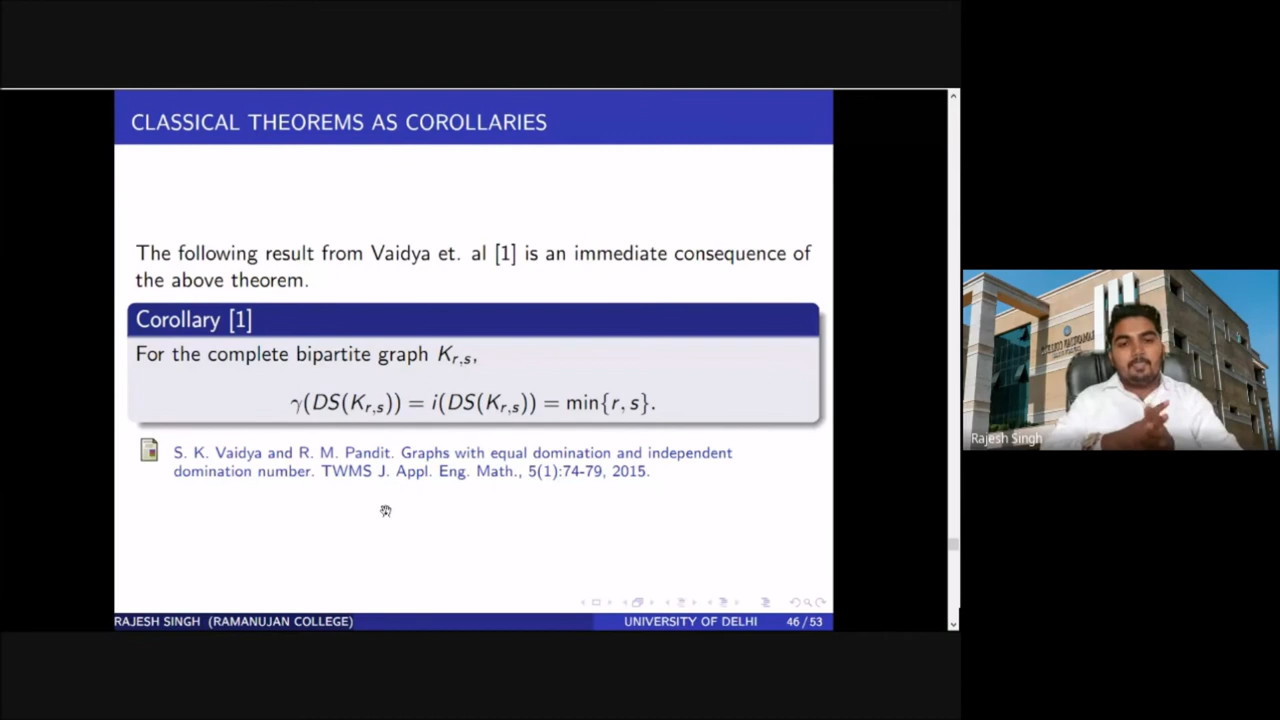 CLASSICAL THEOREMS AS COROLLARIES
The following result from Vaidya et. al [1] is an immediate consequence of
the above theorem.
Corollary [1]
For the complete bipartite graph K_{r,s},
γ(DS(K_{r,s})) = i(DS(K_{r,s})) = min{r, s}.
S. K. Vaidya and R. M. Pandit. Graphs with equal domination and independent
domination number. TWMS J. Appl. Eng. Math., 5(1):74-79, 2015.
RAJESH SINGH (RAMANUJAN COLLEGE) UNIVERSITY OF DELHI 46 / 53
Rajesh Singh